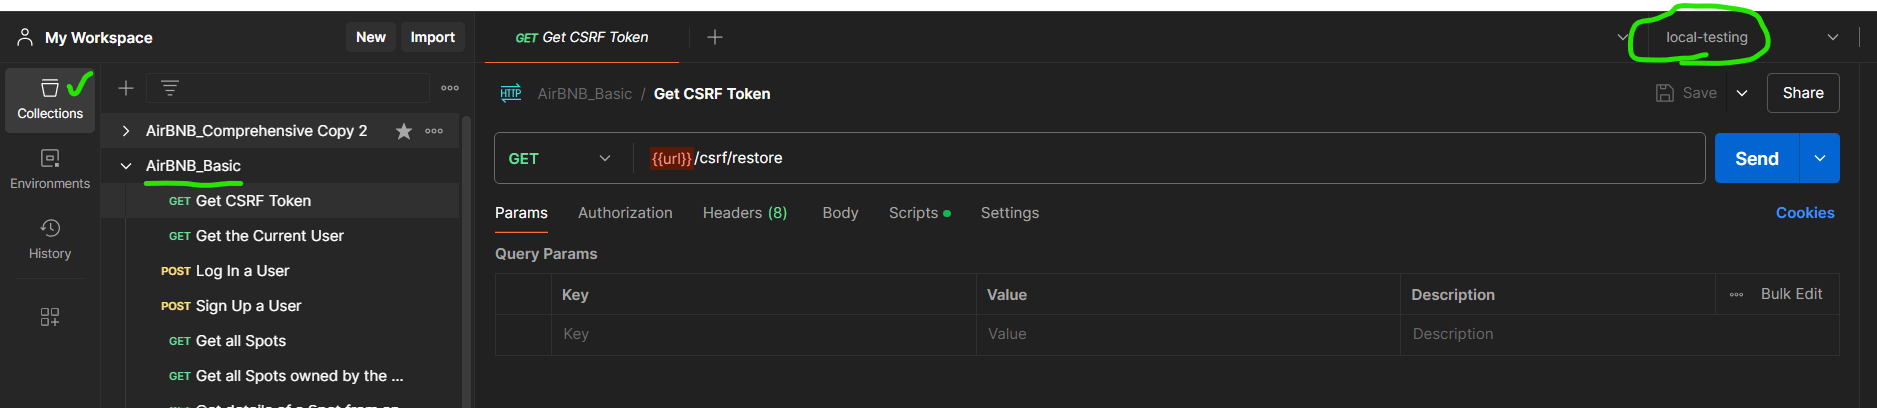 My Workspace
New
Import
GET Get CSRF Token
local-testing
Collections
Environments
History
AirBNB_Comprehensive Copy 2
AirBNB_Basic
GET Get CSRF Token
GET Get the Current User
POST Log In a User
POST Sign Up a User
GET Get all Spots
GET Get all Spots owned by the ...
HTTP AirBNB_Basic / Get CSRF Token
Save
Share
GET
{{url}}/csrf/restore
Send
Params Authorization Headers (8) Body Scripts Settings
Cookies
Query Params
Key Value Description
Bulk Edit
Key Value Description